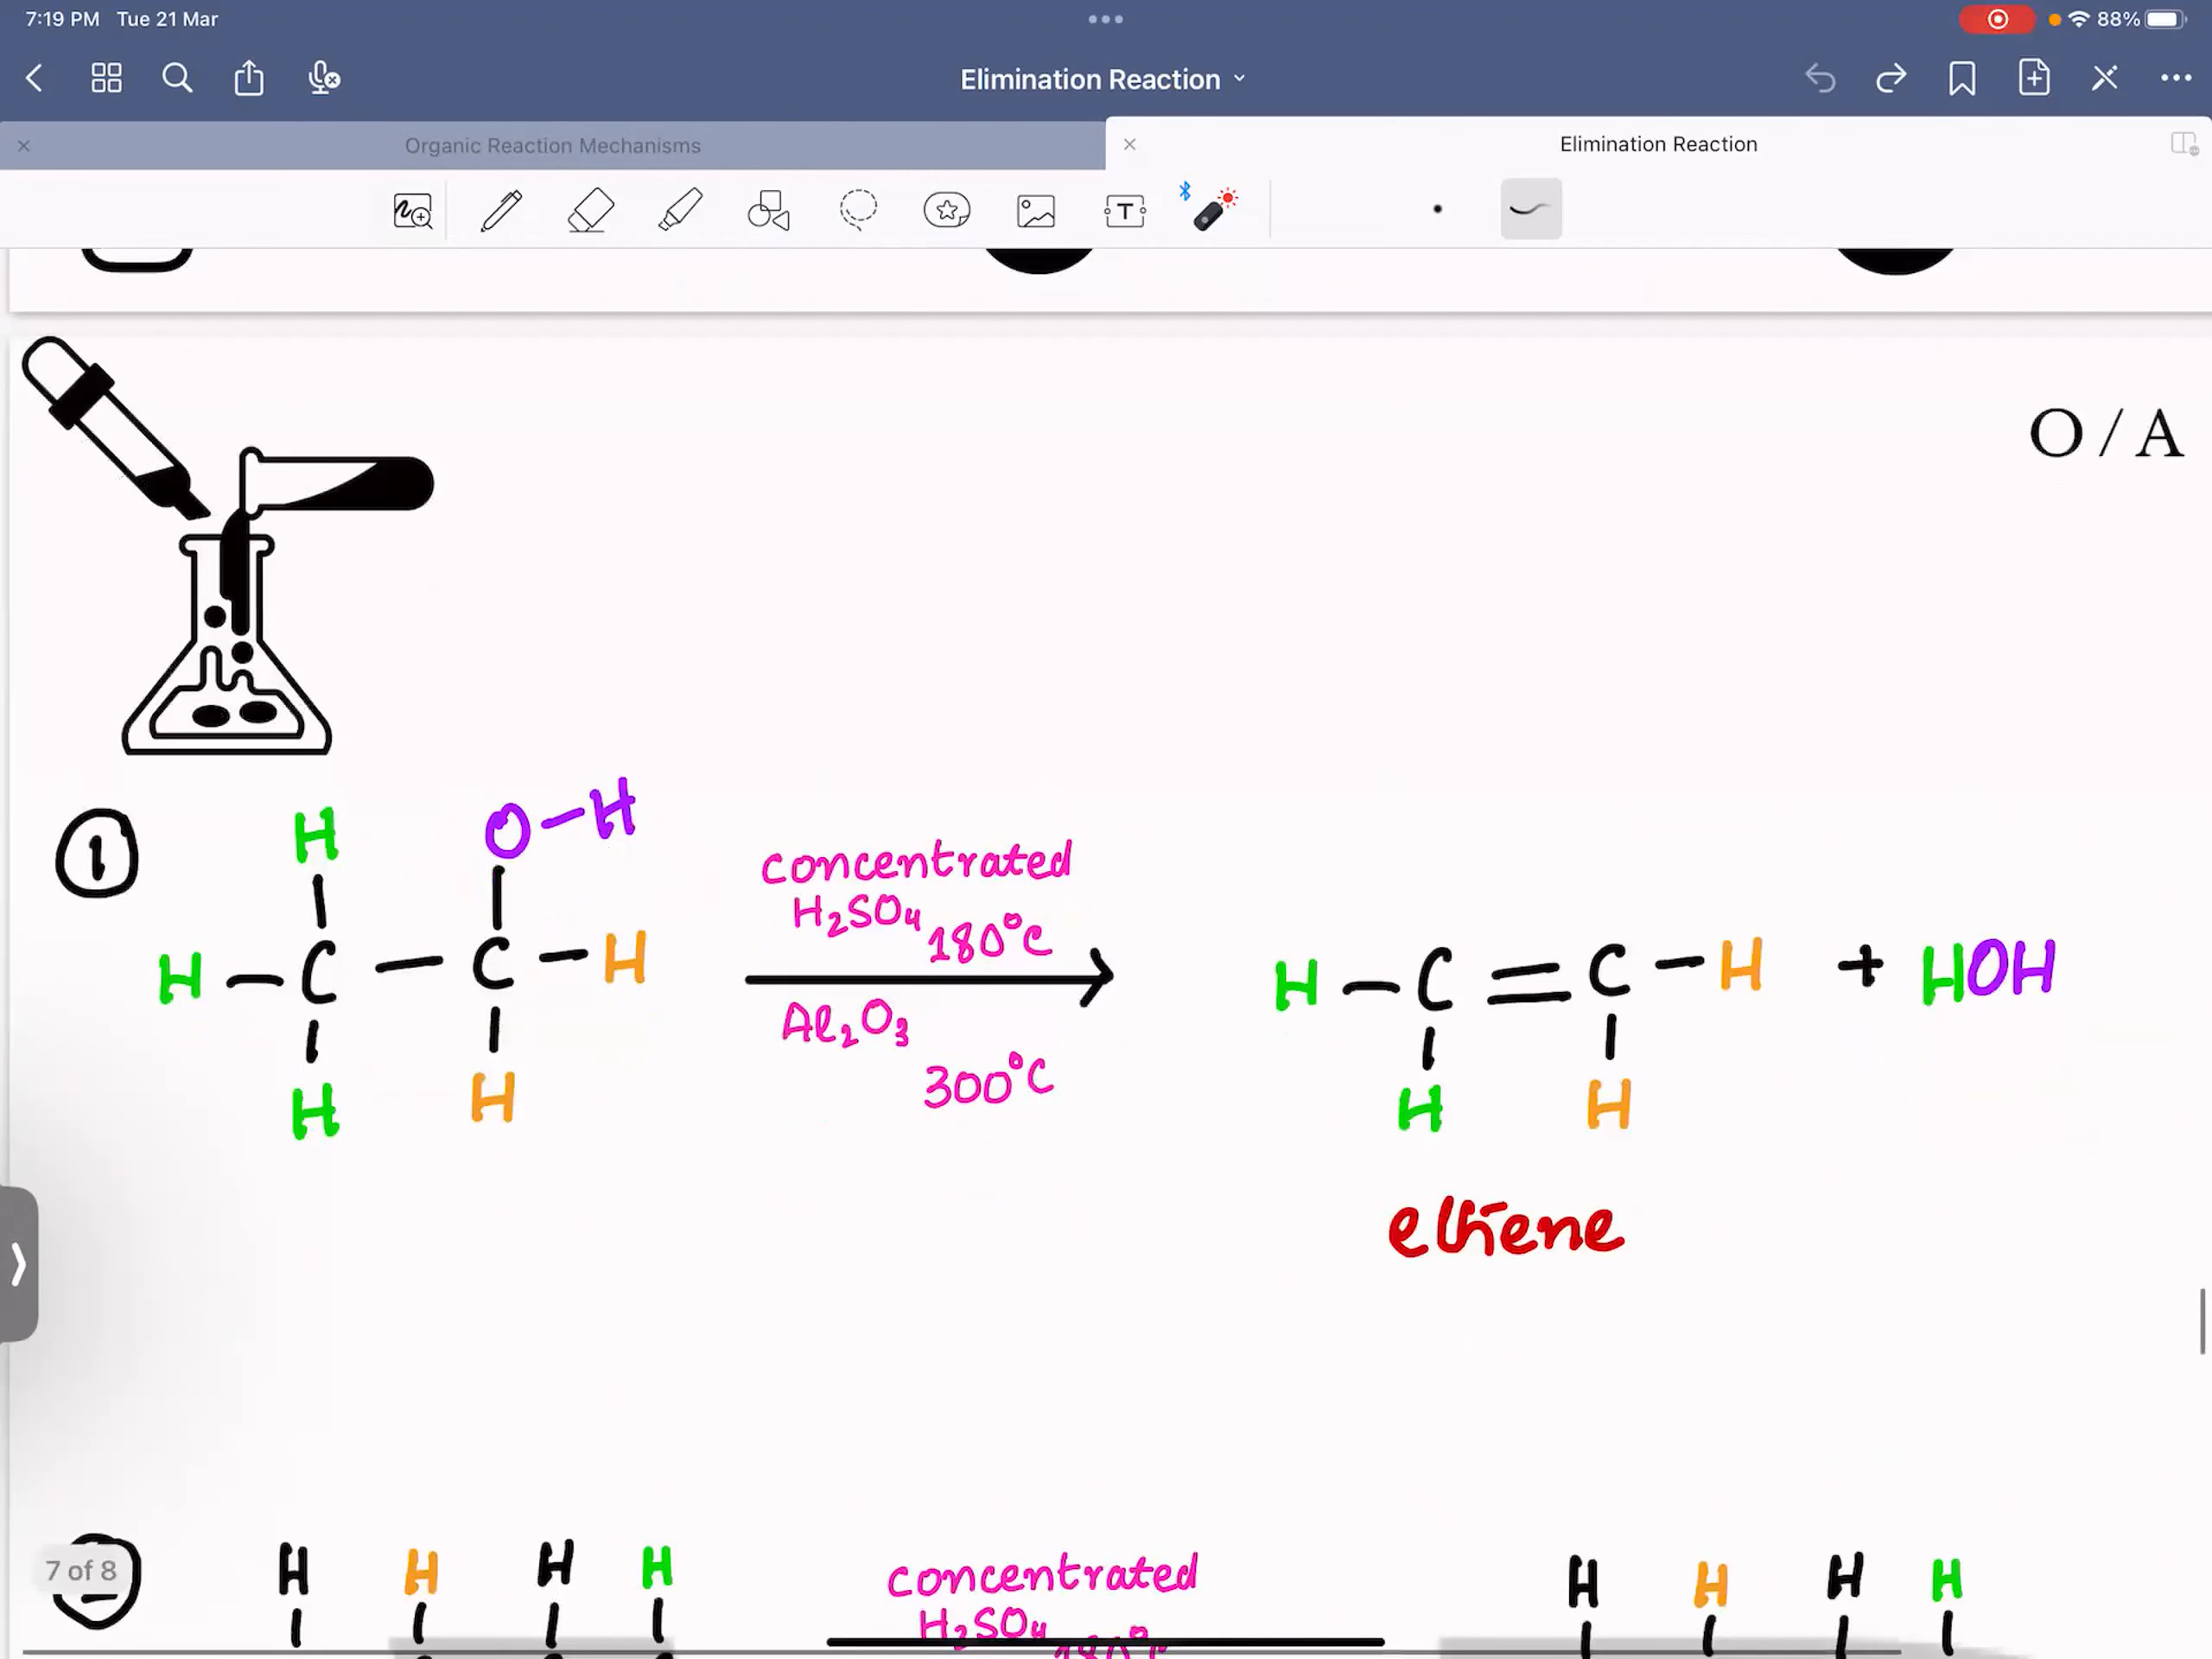 7:19 PM Tue 21 Mar
88%
Elimination Reaction
Organic Reaction Mechanisms
Elimination Reaction
T
O / A
1
H O-H
concentrated
H₂SO₄ 180°C
H-C-C-H
H-C=C-H + HOH
Al₂O₃
300°C
H H
H H
ethene
7 of 8
H H H H
concentrated
H H H H
H₂SO₄
180°C